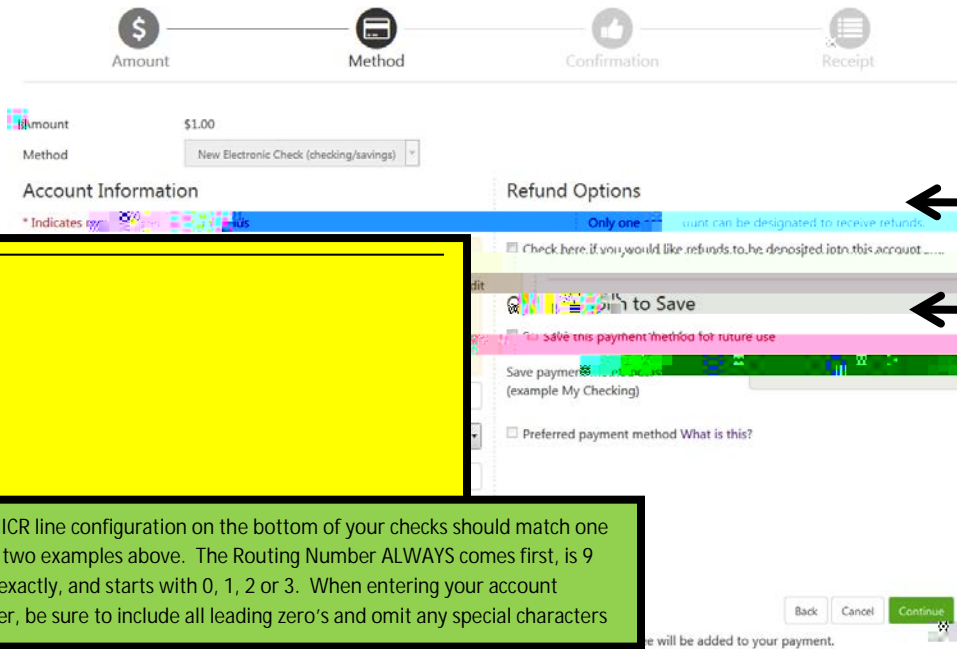 Amount
Method
Confirmation
Receipt
Amount $1.00
Method New Electronic Check (checking/savings)
Account Information
* Indicates
Refund Options
Only one
ount can be designated to receive refunds.
Check here if you would like refunds to be deposited into this account
dit
to Save
Save this payment method for future use
Save payment
(example My Checking)
Preferred payment method What is this?
ICR line configuration on the bottom of your checks should match one
two examples above. The Routing Number ALWAYS comes first, is 9
exactly, and starts with 0, 1, 2 or 3. When entering your account
er, be sure to include all leading zero's and omit any special characters
Back Cancel Continue
e will be added to your payment.